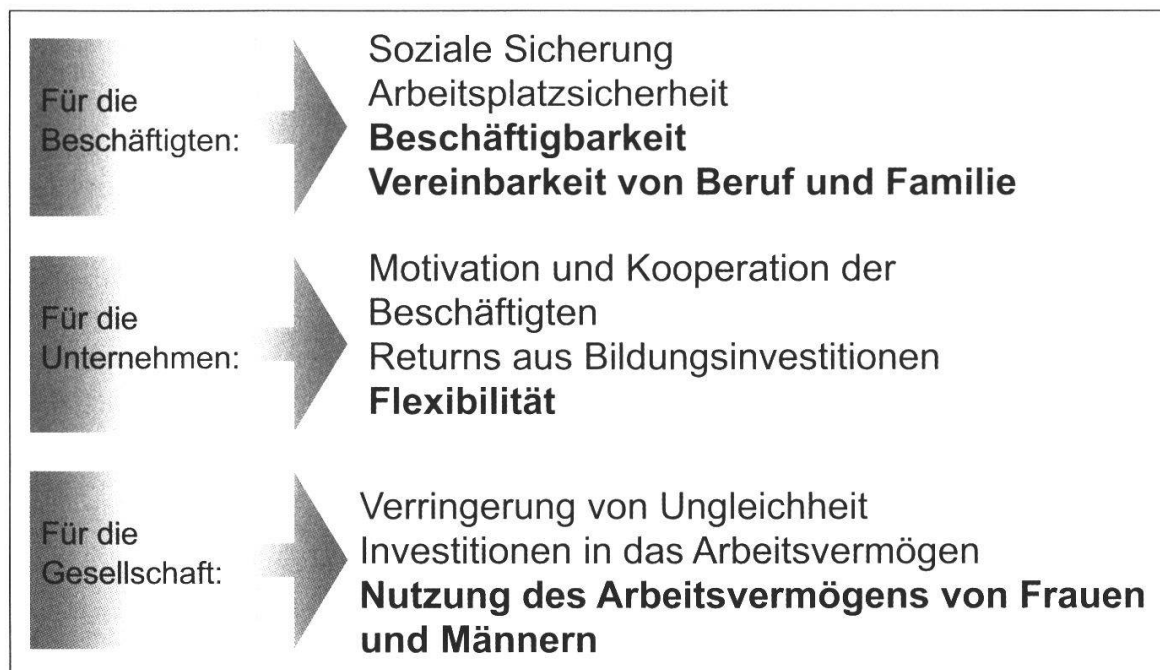 Für die
Beschäftigten:
Soziale Sicherung
Arbeitsplatzsicherheit
Beschäftigbarkeit
Vereinbarkeit von Beruf und Familie
Für die
Unternehmen:
Motivation und Kooperation der
Beschäftigten
Returns aus Bildungsinvestitionen
Flexibilität
Für die
Gesellschaft:
Verringerung von Ungleichheit
Investitionen in das Arbeitsvermögen
Nutzung des Arbeitsvermögens von Frauen
und Männern